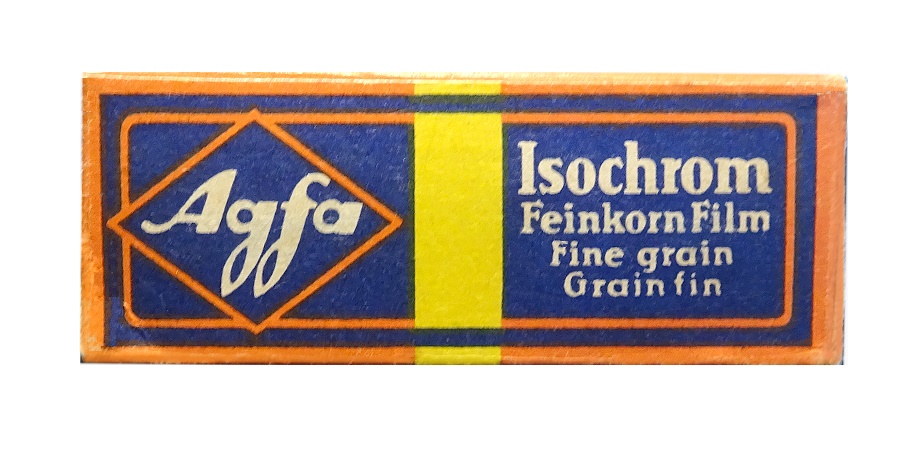 Agfa
Isochrom
Feinkorn Film
Fine grain
Grain fin